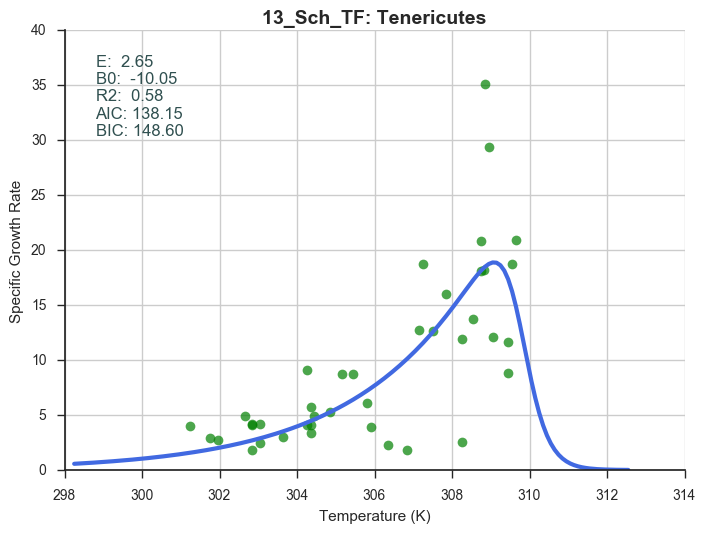 13_Sch_TF: Tenericutes
E:  2.65
B0:  -10.05
R2:  0.58
AIC: 138.15
BIC: 148.60
Specific Growth Rate
40
35
30
25
20
15
10
5
0
298 300 302 304 306 308 310 312 314
Temperature (K)